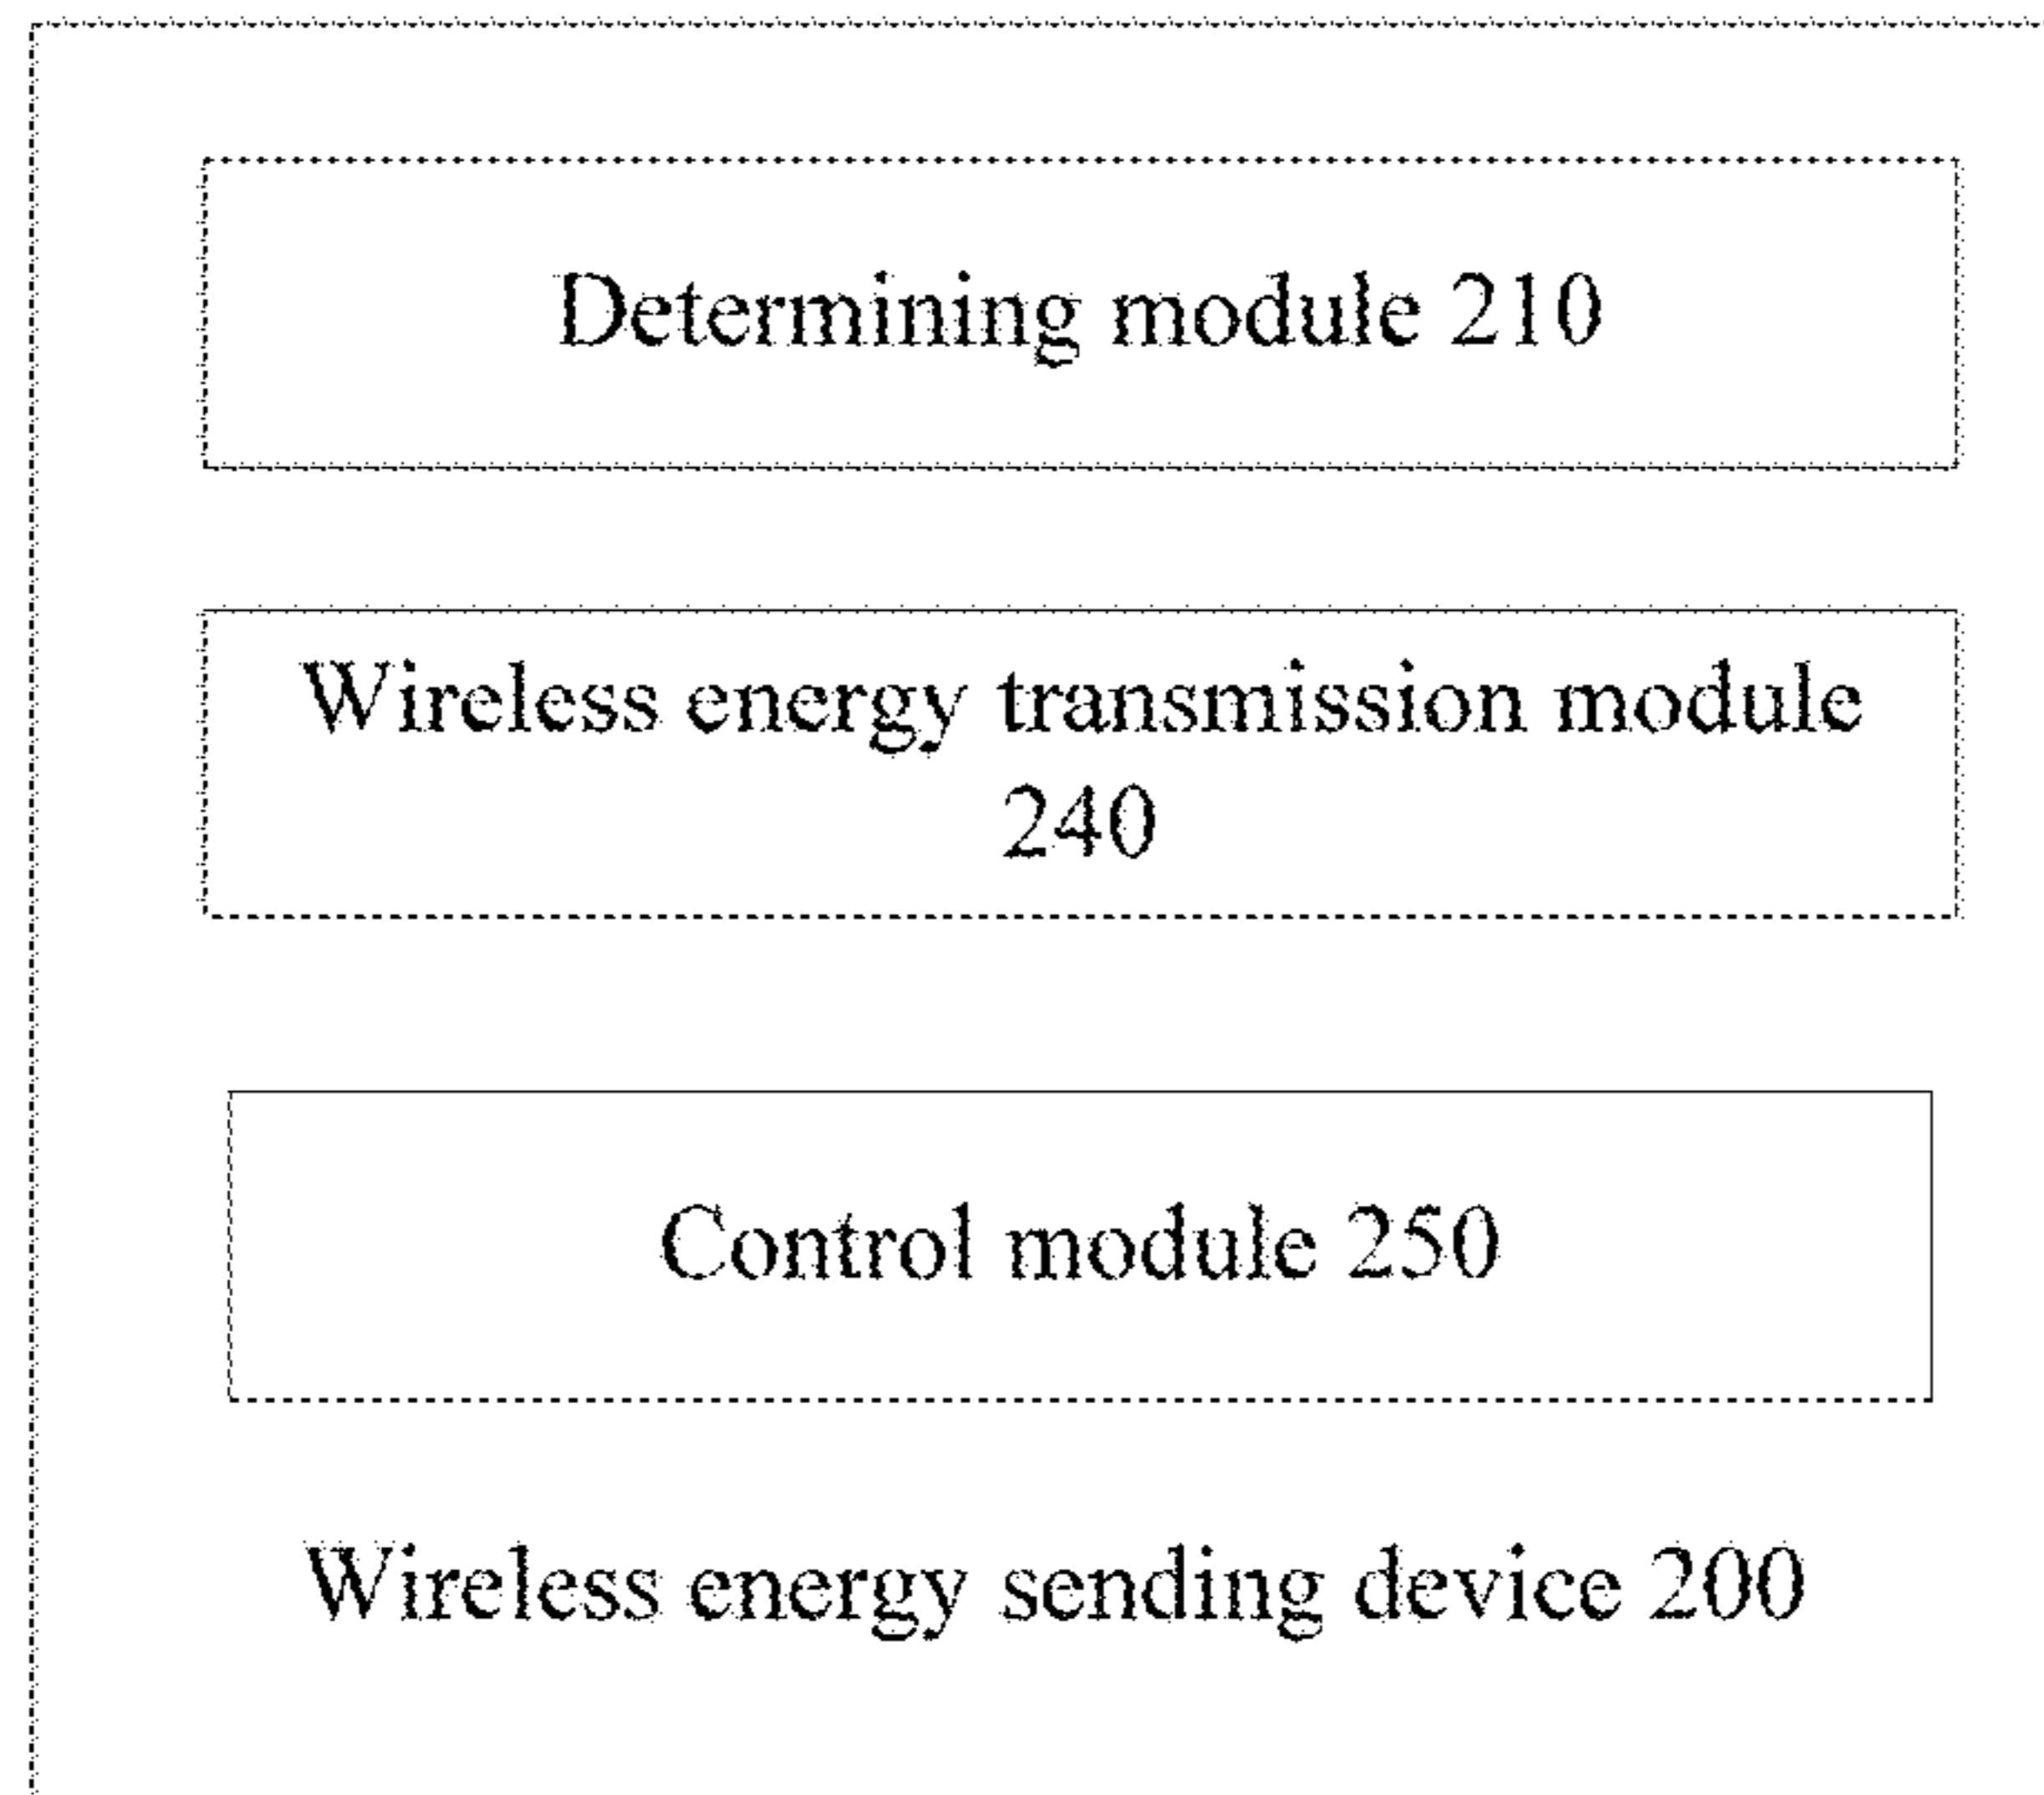 Determining module 210
Wireless energy transmission module
240
Control module 250
Wireless energy sending device 200